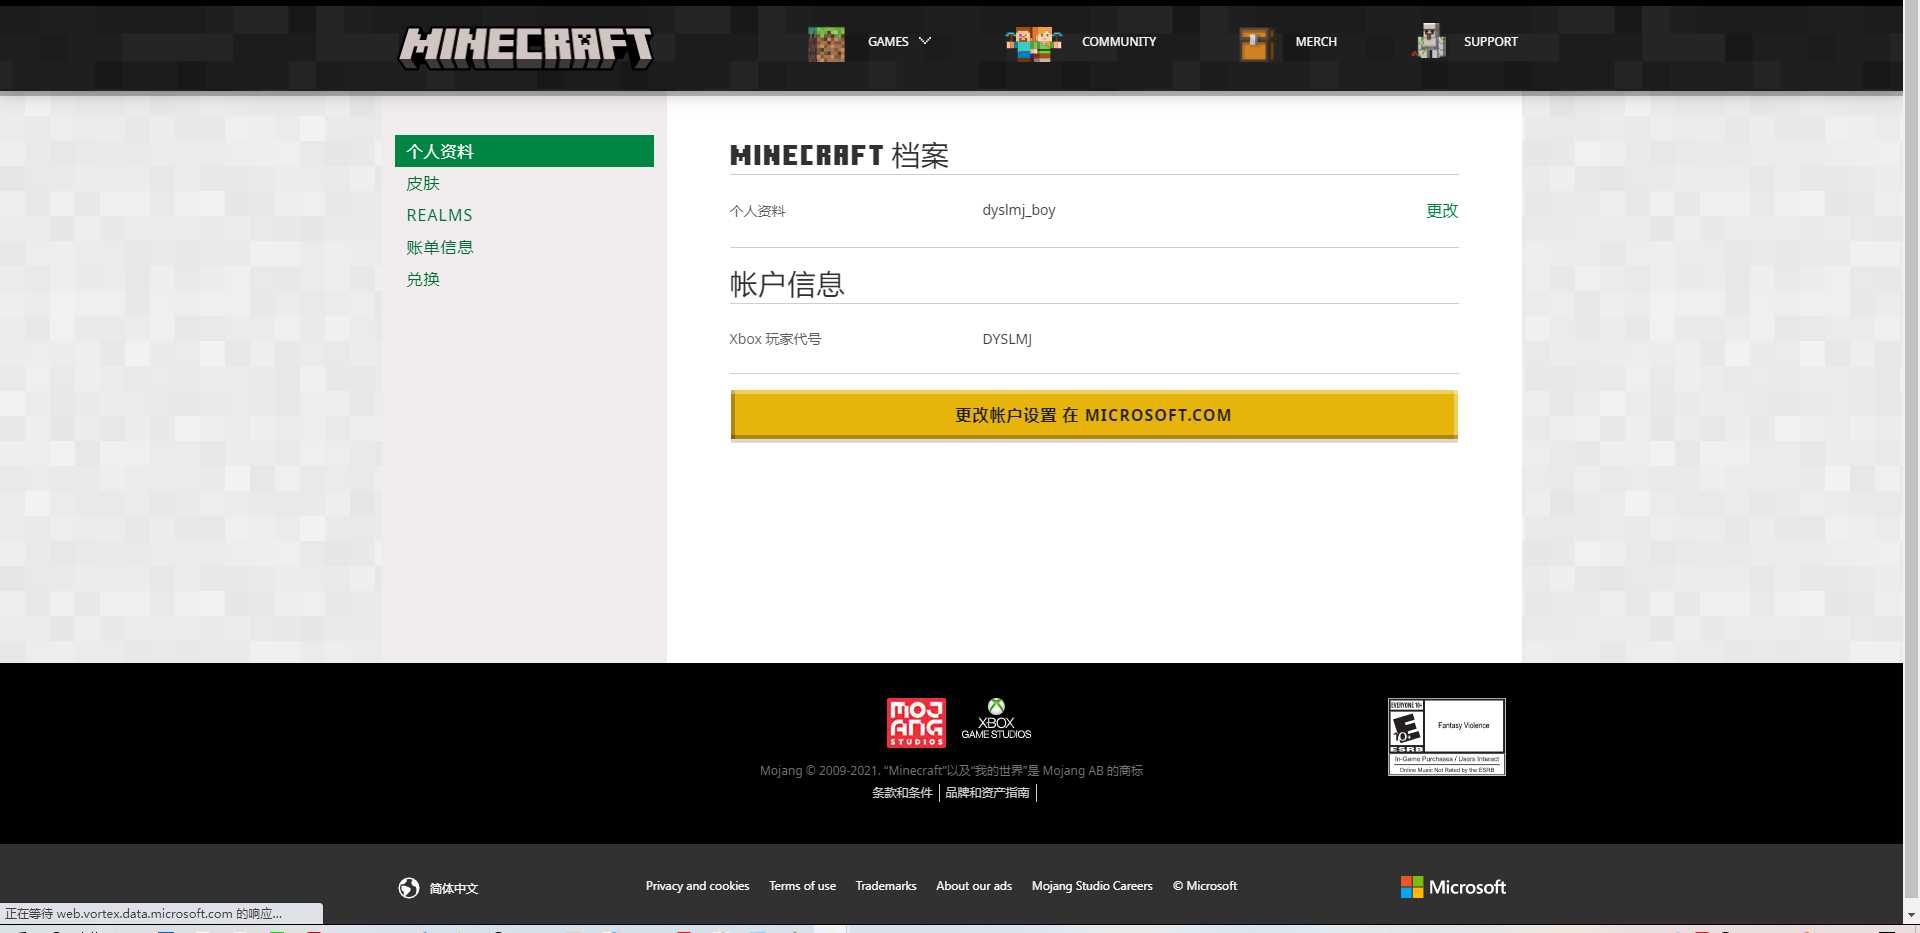 MINECRAFT
GAMES
COMMUNITY
MERCH
SUPPORT
个人资料
皮肤
REALMS
账单信息
兑换
MINECRAFT 档案
个人资料 dyslmj_boy 更改
帐户信息
Xbox 玩家代号 DYSLMJ
更改帐户设置 在 MICROSOFT.COM
MOJANG STUDIOS
XBOX GAME STUDIOS
EVERYONE 10+
E 10+
ESRB
Fantasy Violence
In-Game Purchases / Users Interact
Online Music Not Rated by the ESRB
Mojang © 2009-2021. “Minecraft”以及“我的世界”是 Mojang AB 的商标
条款和条件 品牌和资产指南
简体中文
Privacy and cookies Terms of use Trademarks About our ads Mojang Studio Careers © Microsoft
Microsoft
正在等待 web.vortex.data.microsoft.com 的响应...